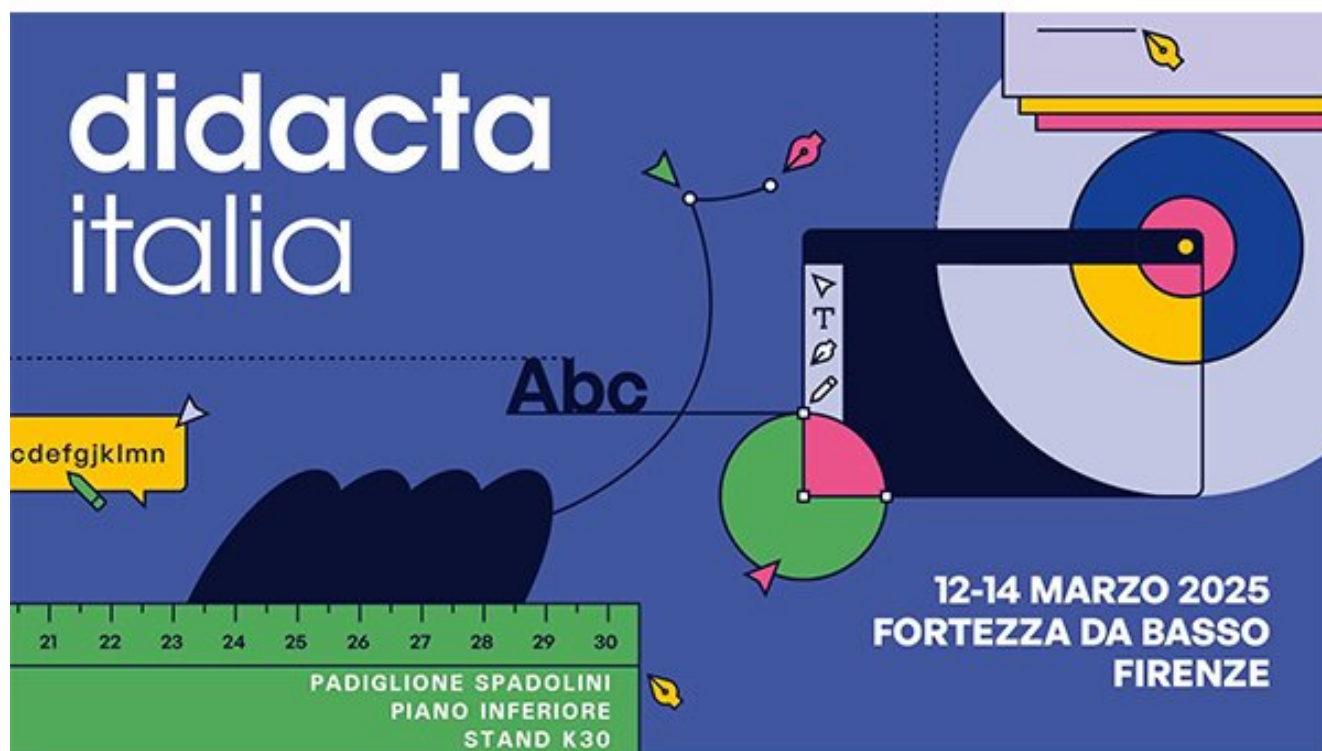 didacta
italia
Abc
cdefgjklmn
T
21 22 23 24 25 26 27 28 29 30
PADIGLIONE SPADOLINI
PIANO INFERIORE
STAND K30
12-14 MARZO 2025
FORTEZZA DA BASSO
FIRENZE